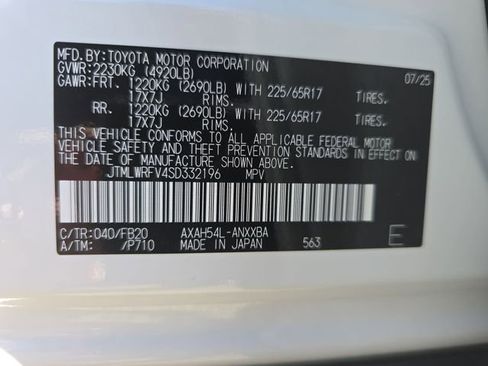 MFD.BY:TOYOTA MOTOR CORPORATION 07/25
GVWR:2230KG (4920LB)
GAWR:FRT. 1220KG (2690LB) WITH 225/65R17 TIRES.
17X7J RIMS.
RR. 1220KG (2690LB) WITH 225/65R17 TIRES.
17X7J RIMS.
THIS VEHICLE CONFORMS TO ALL APPLICABLE FEDERAL MOTOR
VEHICLE SAFETY AND THEFT PREVENTION STANDARDS IN EFFECT ON
THE DATE OF MANUFACTURE SHOWN ABOVE.
JTMLWRFV4SD332196 MPV
C/TR:040/FB20 AXAH54L-ANXXBA
A/TM: /P710 MADE IN JAPAN 563 E